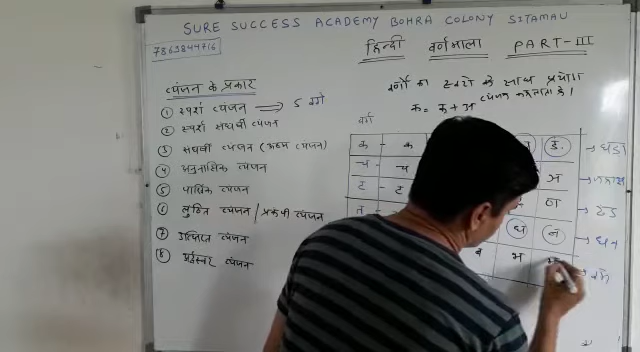 SURE SUCCESS ACADEMY BOHRA COLONY SITAMAU
7869844716
हिन्दी वर्णमाला PART-III
व्यंजन के प्रकार
वर्णों का स्वरो के साथ प्रयोग
व्यंजन कहलाता है।
क = क् + अ
① स्पर्श व्यंजन ⟹ 5 वर्ग
② स्पर्श संघर्षी व्यंजन
③ संघर्षी व्यंजन (ऊष्म व्यंजन)
④ अनुनासिक व्यंजन
⑤ पार्श्विक व्यंजन
⑥ लुंठित व्यंजन / प्रकंपी व्यंजन
⑦ उत्क्षिप्त व्यंजन
⑧ अर्द्धस्वर व्यंजन
वर्ग
क - क ङ
च - च ञ
ट - ट ण
त ध न
ब भ म